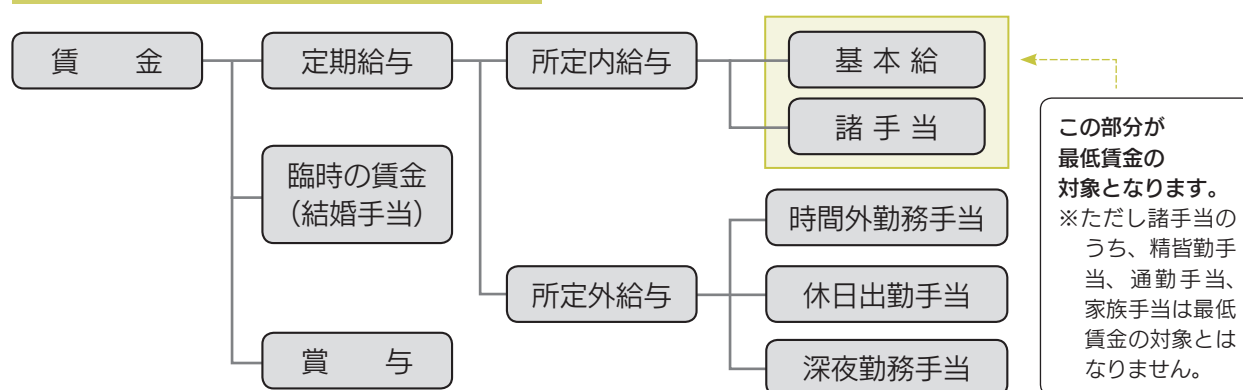 賃　金
定期給与
所定内給与
基 本 給
諸 手 当
臨時の賃金
（結婚手当）
時間外勤務手当
所定外給与
休日出勤手当
賞　与
深夜勤務手当
この部分が
最低賃金の
対象となります。
※ただし諸手当の
うち、精皆勤手
当、通勤手当、
家族手当は最低
賃金の対象とは
なりません。